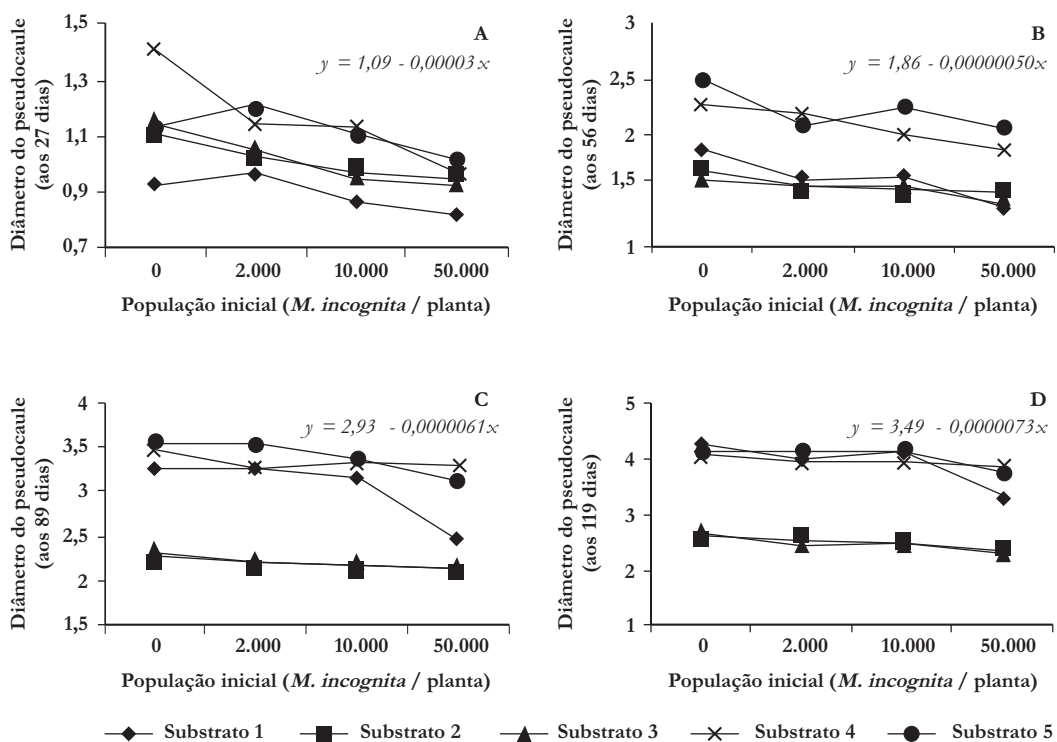 A
y = 1,09 - 0,00003x
Diâmetro do pseudocaule
(aos 27 dias)
1,5
1,3
1,1
0,9
0,7
0 2.000 10.000 50.000
População inicial (M. incognita / planta)
B
y = 1,86 - 0,00000050x
Diâmetro do pseudocaule
(aos 56 dias)
3
2,5
2
1,5
1
0 2.000 10.000 50.000
População inicial (M. incognita / planta)
C
y = 2,93 - 0,0000061x
Diâmetro do pseudocaule
(aos 89 dias)
4
3,5
3
2,5
2
1,5
0 2.000 10.000 50.000
População inicial (M. incognita / planta)
D
y = 3,49 - 0,0000073x
Diâmetro do pseudocaule
(aos 119 dias)
5
4
3
2
1
0 2.000 10.000 50.000
População inicial (M. incognita / planta)
Substrato 1 Substrato 2 Substrato 3 Substrato 4 Substrato 5